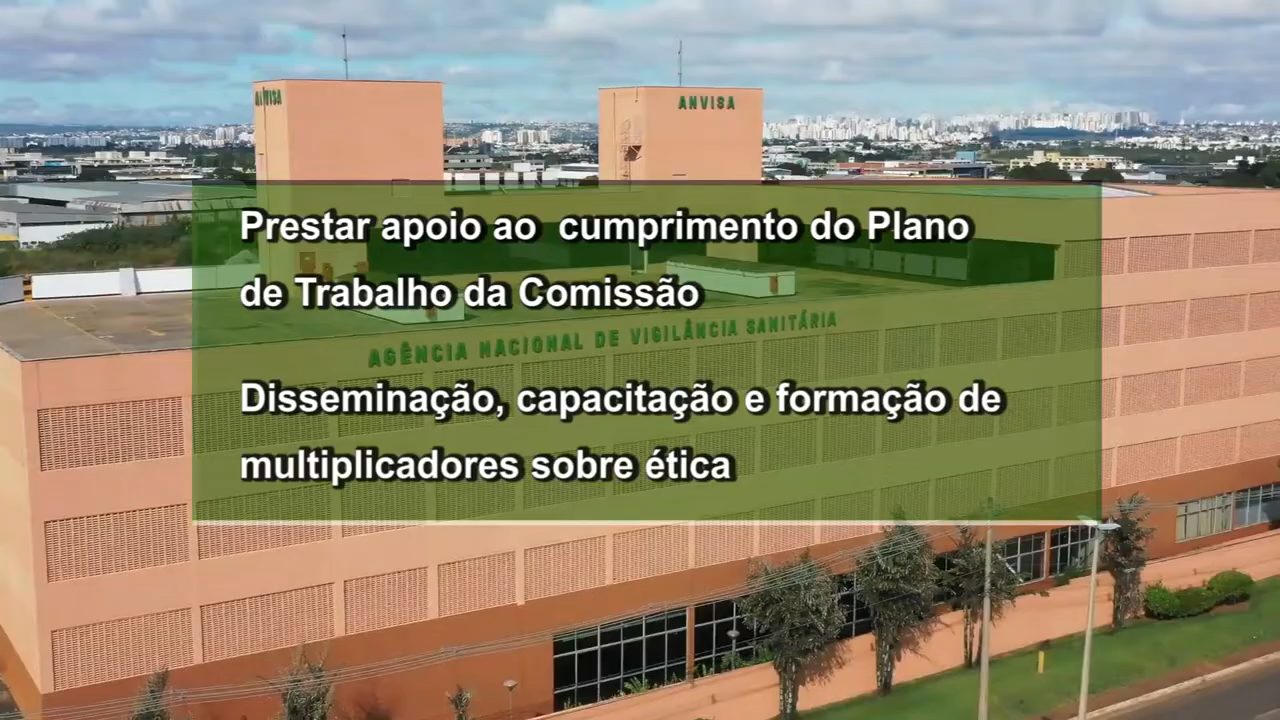 ANVISA
ANVISA
Prestar apoio ao  cumprimento do Plano
de Trabalho da Comissão
AGÊNCIA NACIONAL DE VIGILÂNCIA SANITÁRIA
Disseminação, capacitação e formação de
multiplicadores sobre ética